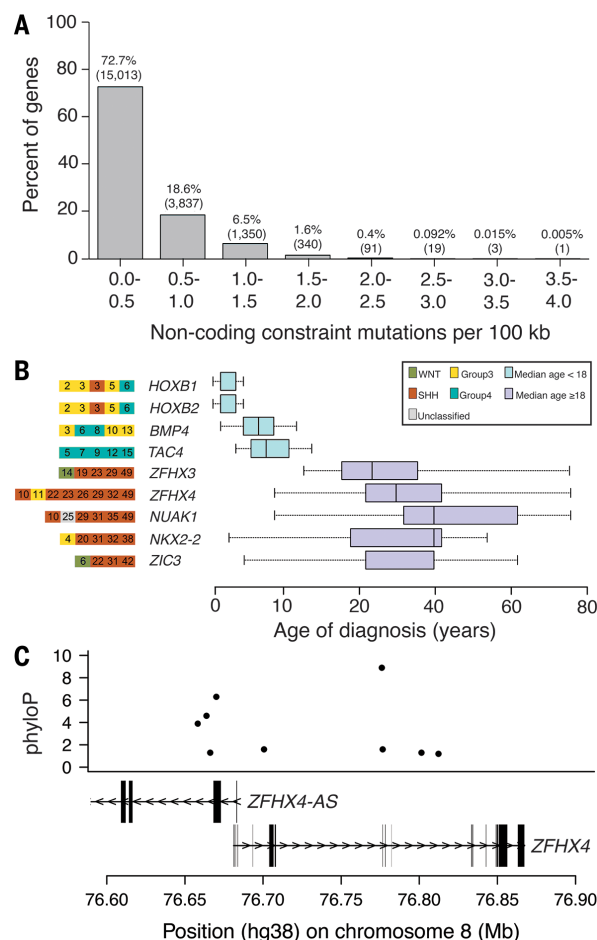 A
Percent of genes
100
80
60
40
20
0
72.7%
(15,013)
18.6%
(3,837)
6.5%
(1,350)
1.6%
(340)
0.4%
(91)
0.092%
(19)
0.015%
(3)
0.005%
(1)
0.0-
0.5
0.5-
1.0
1.0-
1.5
1.5-
2.0
2.0-
2.5
2.5-
3.0
3.0-
3.5
3.5-
4.0
Non-coding constraint mutations per 100 kb
B
WNT Group3 Median age < 18
SHH Group4 Median age ≥18
Unclassified
2 3 3 5 6 HOXB1
2 3 3 5 6 HOXB2
3 6 8 10 13 BMP4
5 7 9 12 15 TAC4
14 19 23 29 49 ZFHX3
10 11 22 23 26 29 32 49 ZFHX4
10 25 29 31 35 49 NUAK1
4 20 31 32 38 NKX2-2
6 22 31 42 ZIC3
0 10 20 40 60 80
Age of diagnosis (years)
C
phyloP
10
8
6
4
2
0
ZFHX4-AS
ZFHX4
76.60 76.65 76.70 76.75 76.80 76.85 76.90
Position (hg38) on chromosome 8 (Mb)